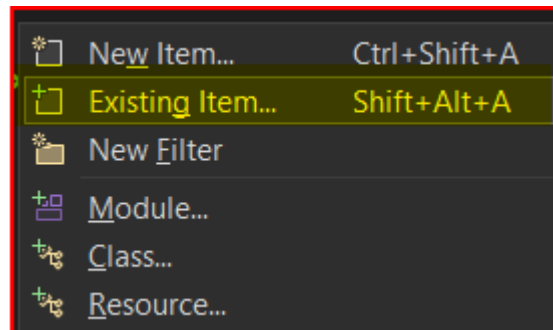 New Item... Ctrl+Shift+A
Existing Item... Shift+Alt+A
New Filter
Module...
Class...
Resource...